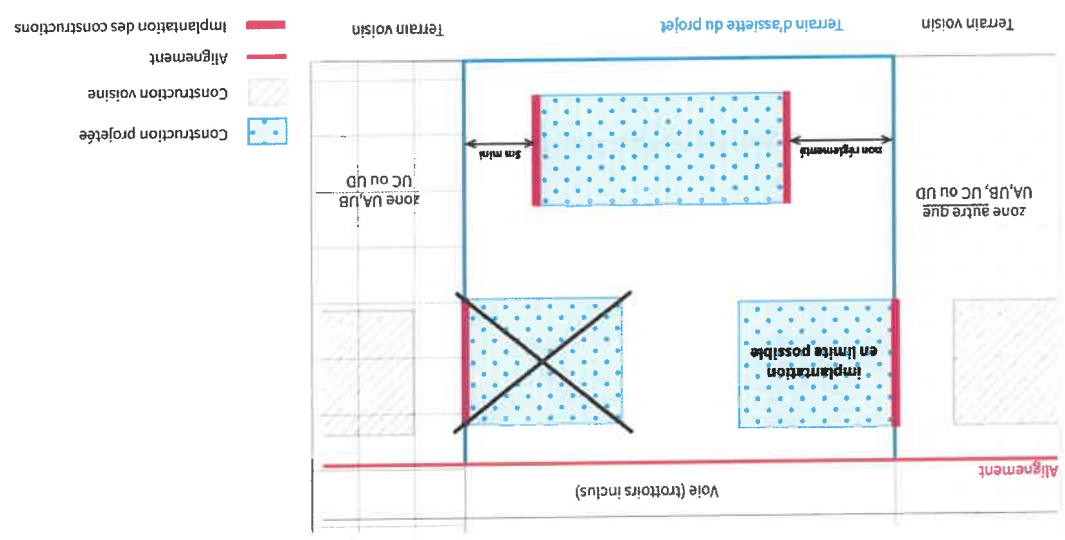 Voie (trottoirs inclus)
Alignement
implantation
en limite possible
zone autre que
UA,UB, UC ou UD
zone UA,UB
UC ou UD
non réglementé
5m mini
Terrain voisin
Terrain d'assiette du projet
Terrain voisin
Construction projetée
Construction voisine
Alignement
Implantation des constructions